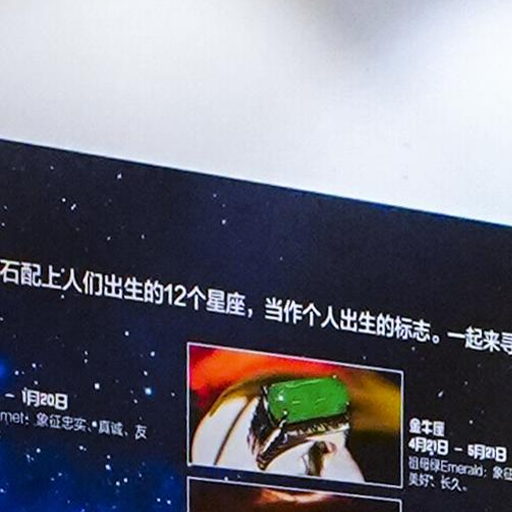 石配上人们出生的12个星座，当作个人出生的标志。一起来寻
- 1月20日
rnet：象征忠实、真诚、友
金牛座
4月21日 - 5月21日
祖母绿Emerald：象征
美好、长久。